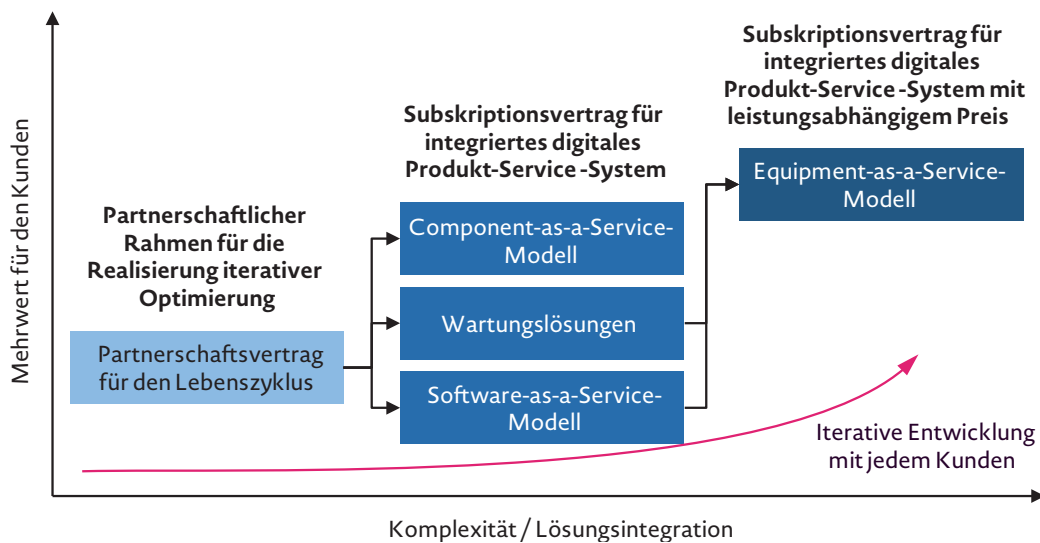 Mehrwert für den Kunden
Partnerschaftlicher
Rahmen für die
Realisierung iterativer
Optimierung
Partnerschaftsvertrag
für den Lebenszyklus
Subskriptionsvertrag für
integriertes digitales
Produkt-Service -System
Component-as-a-Service-
Modell
Wartungslösungen
Software-as-a-Service-
Modell
Subskriptionsvertrag für
integriertes digitales
Produkt-Service -System mit
leistungsabhängigem Preis
Equipment-as-a-Service-
Modell
Iterative Entwicklung
mit jedem Kunden
Komplexität / Lösungsintegration